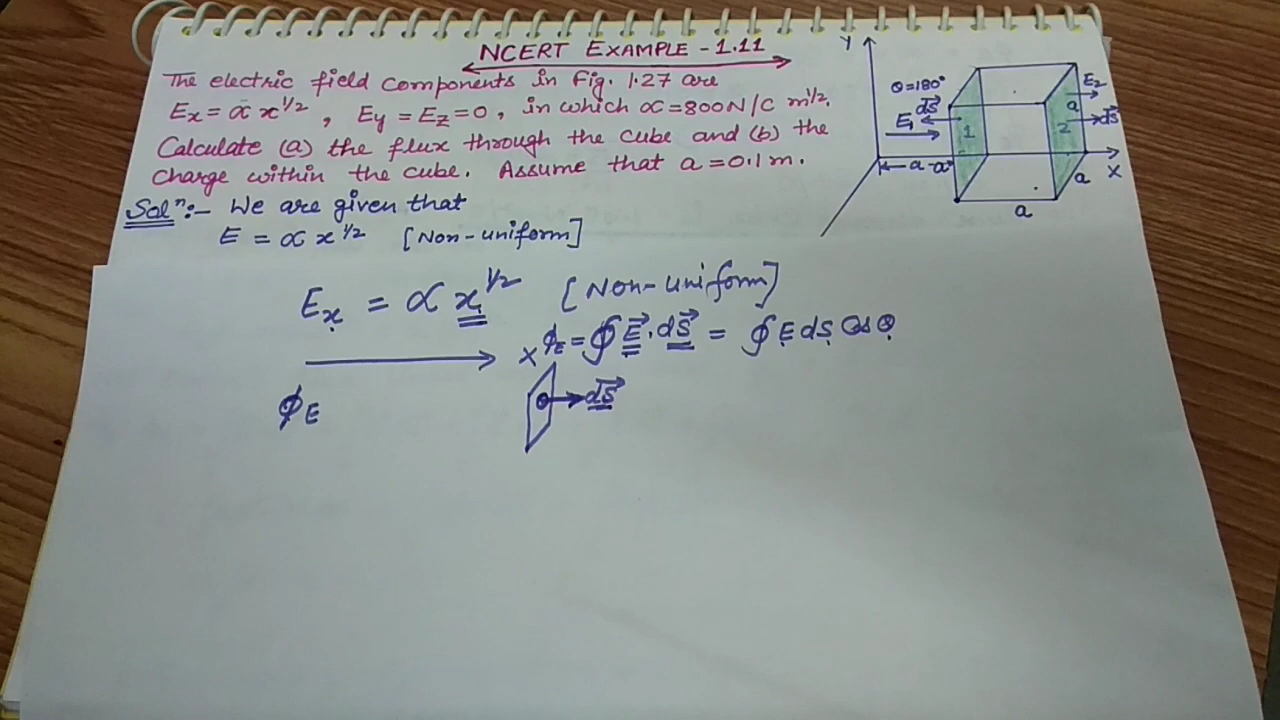 NCERT EXAMPLE - 1.11
The electric field components in Fig. 1.27 are
Ex = αx^1/2, Ey = Ez = 0, in which α = 800 N/C m^1/2.
Calculate (a) the flux through the cube and (b) the
charge within the cube. Assume that a = 0.1 m.
Solⁿ:- We are given that
E = αx^1/2 [Non-uniform]
Y
θ=180°
dS
E1
1
2
E2
a
dS
a
X
a
a
Ex = αx^1/2 [Non-uniform]
X
ϕE = ∮E⃗.dS⃗ = ∮E dS Cos θ
ϕE
dS⃗